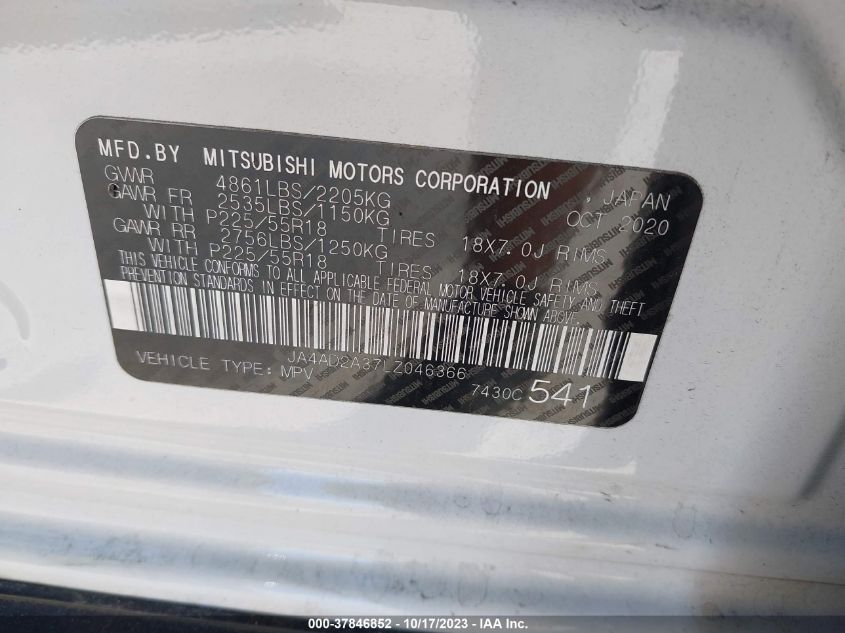 MFD.BY MITSUBISHI MOTORS CORPORATION , JAPAN
GVWR 4861LBS/2205KG OCT 2020
GAWR FR 2535LBS/1150KG
WITH P225/55R18 TIRES 18X7.0J RIMS
GAWR RR 2756LBS/1250KG
WITH P225/55R18 TIRES 18X7.0J RIMS
THIS VEHICLE CONFORMS TO ALL APPLICABLE FEDERAL MOTOR VEHICLE SAFETY AND THEFT
PREVENTION STANDARDS IN EFFECT ON THE DATE OF MANUFACTURE SHOWN ABOVE.
JA4AD2A37LZ046366
VEHICLE TYPE: MPV
7430C 541
000-37846852 - 10/17/2023 - IAA Inc.